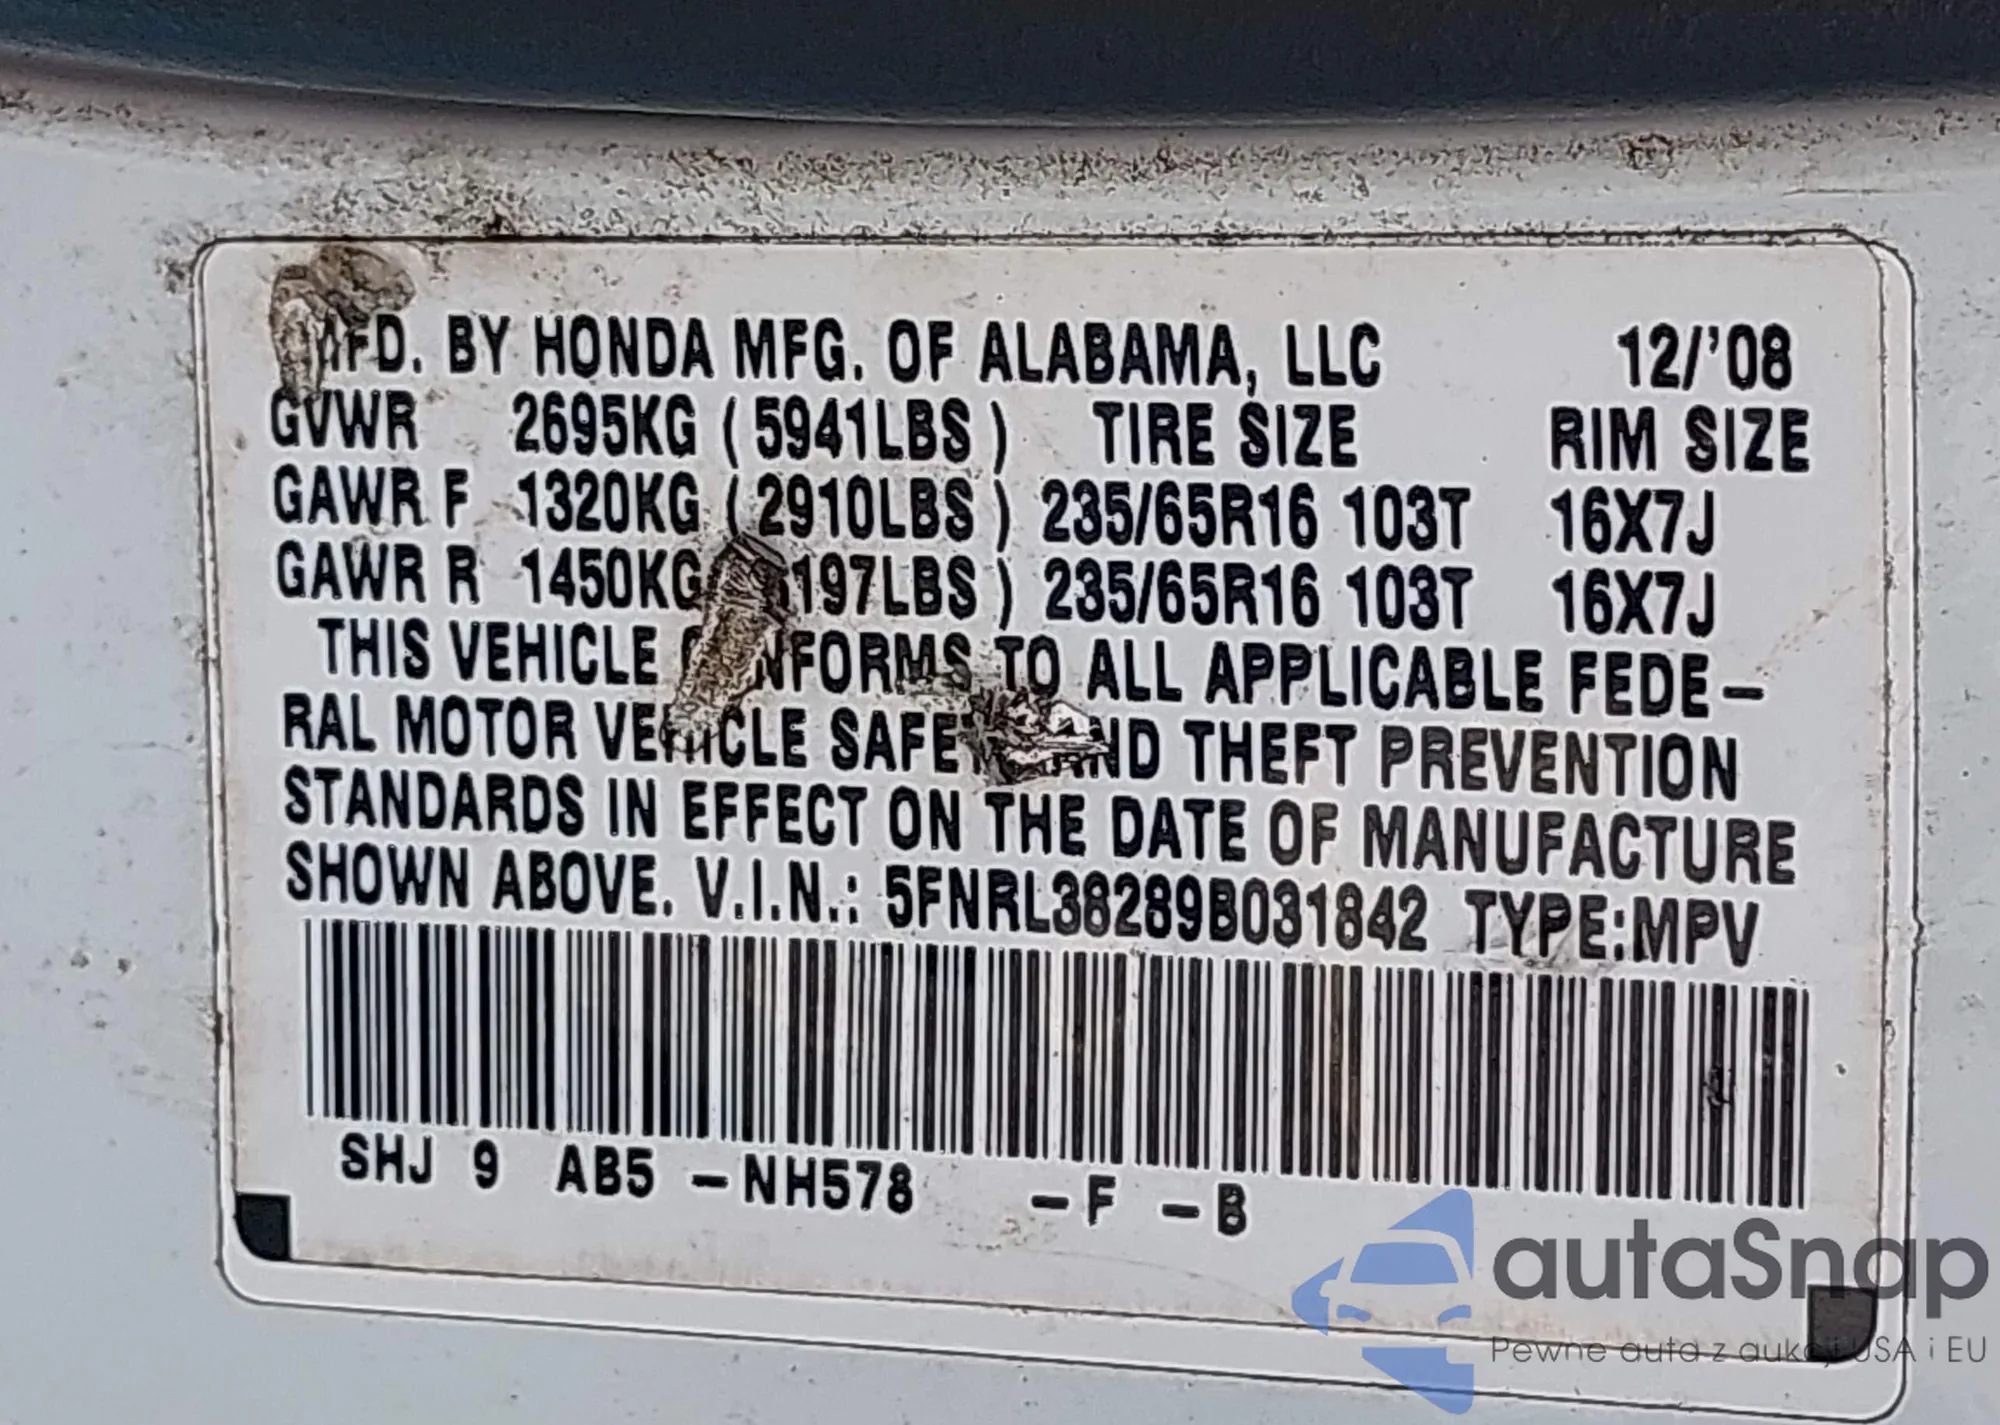 MFD. BY HONDA MFG. OF ALABAMA, LLC 12/'08
GVWR 2695KG ( 5941LBS ) TIRE SIZE RIM SIZE
GAWR F 1320KG ( 2910LBS ) 235/65R16 103T 16X7J
GAWR R 1450KG 197LBS ) 235/65R16 103T 16X7J
THIS VEHICLE CONFORMS TO ALL APPLICABLE FEDE–
RAL MOTOR VEHICLE SAFETY AND THEFT PREVENTION
STANDARDS IN EFFECT ON THE DATE OF MANUFACTURE
SHOWN ABOVE. V.I.N.: 5FNRL38289B031842 TYPE:MPV
SHJ 9 AB5 –NH578 –F –B
autaSnap
Pewne auta z aukcji USA i EU